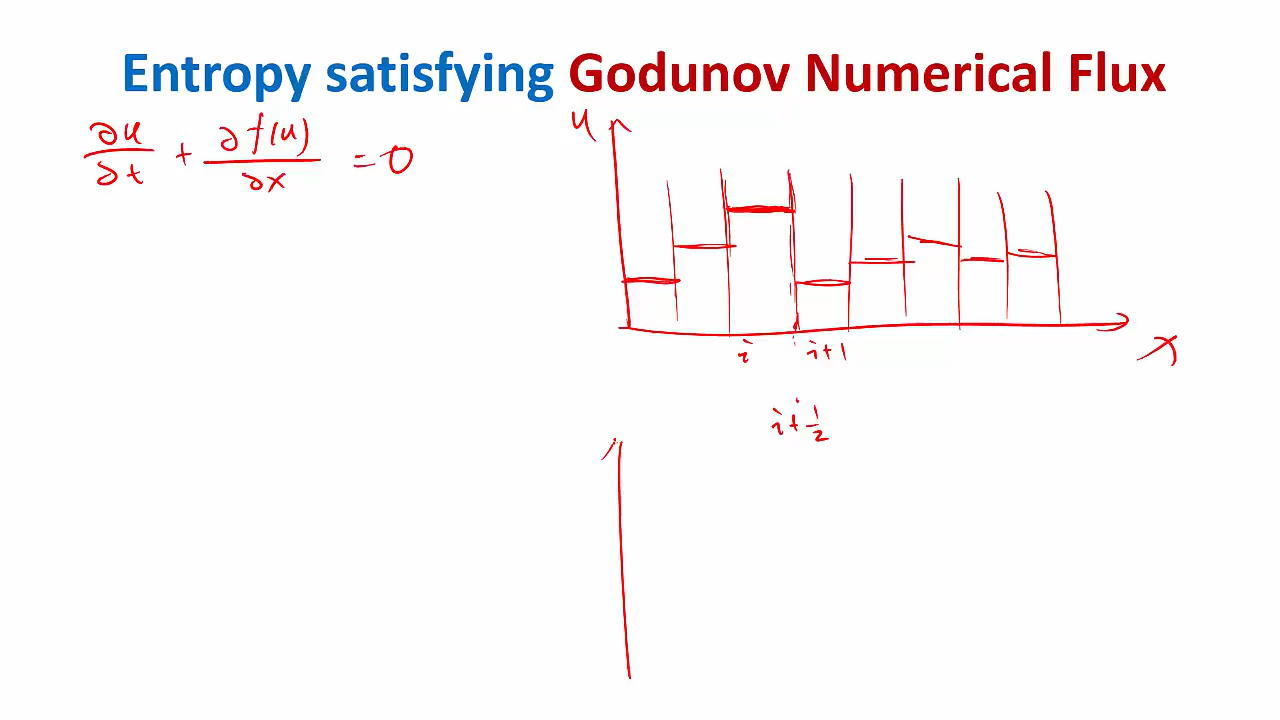 Entropy satisfying Godunov Numerical Flux
∂u/∂t + ∂f(u)/∂x = 0
u
i i+1
x
i+1/2